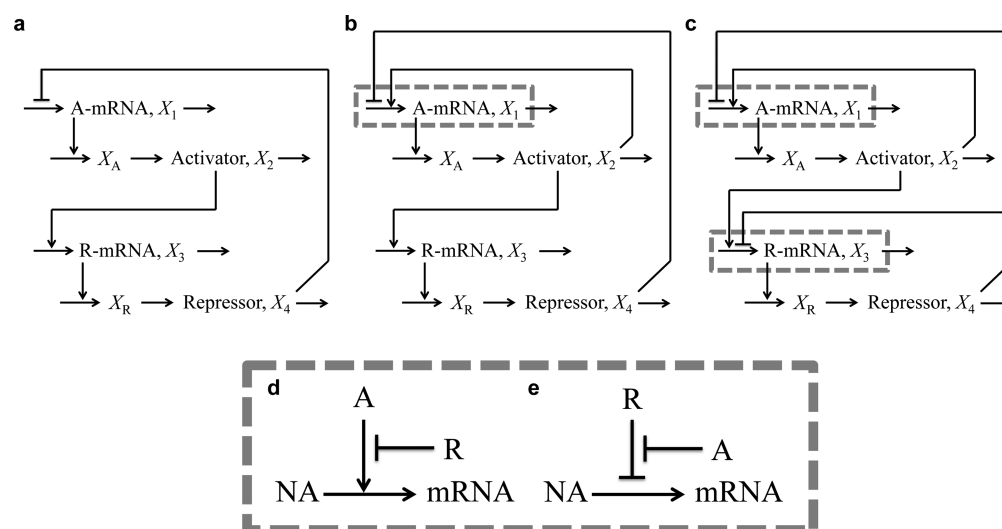 a
A-mRNA, X1
XA Activator, X2
R-mRNA, X3
XR Repressor, X4
b
A-mRNA, X1
XA Activator, X2
R-mRNA, X3
XR Repressor, X4
c
A-mRNA, X1
XA Activator, X2
R-mRNA, X3
XR Repressor, X4
d
A
R
NA mRNA
e
R
A
NA mRNA